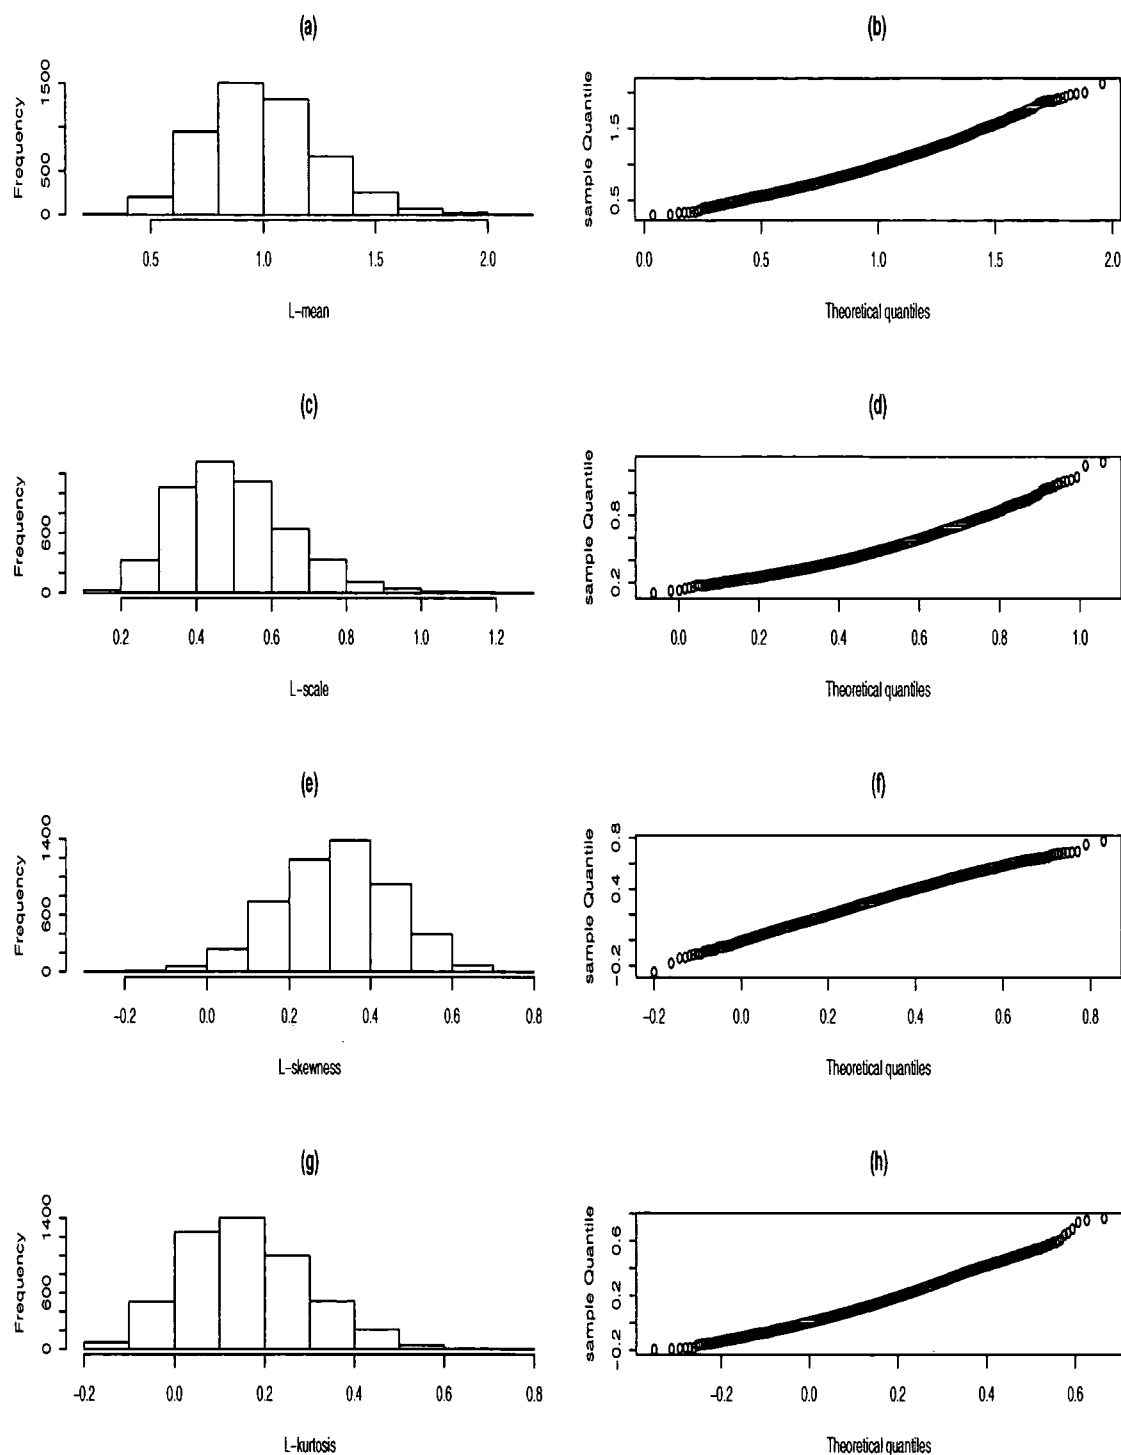 (a)
Frequency
1500
500
0
0.5 1.0 1.5 2.0
L-mean
(b)
sample Quantile
1.5
0.5
0.0 0.5 1.0 1.5 2.0
Theoretical quantiles
(c)
Frequency
600
0
0.2 0.4 0.6 0.8 1.0 1.2
L-scale
(d)
sample Quantile
0.8
0.2
0.0 0.2 0.4 0.6 0.8 1.0
Theoretical quantiles
(e)
Frequency
1400
600
0
-0.2 0.0 0.2 0.4 0.6 0.8
L-skewness
(f)
sample Quantile
0.8
0.4
-0.2
-0.2 0.0 0.2 0.4 0.6 0.8
Theoretical quantiles
(g)
Frequency
1400
600
0
-0.2 0.0 0.2 0.4 0.6 0.8
L-kurtosis
(h)
sample Quantile
0.6
0.2
-0.2
-0.2 0.0 0.2 0.4 0.6
Theoretical quantiles